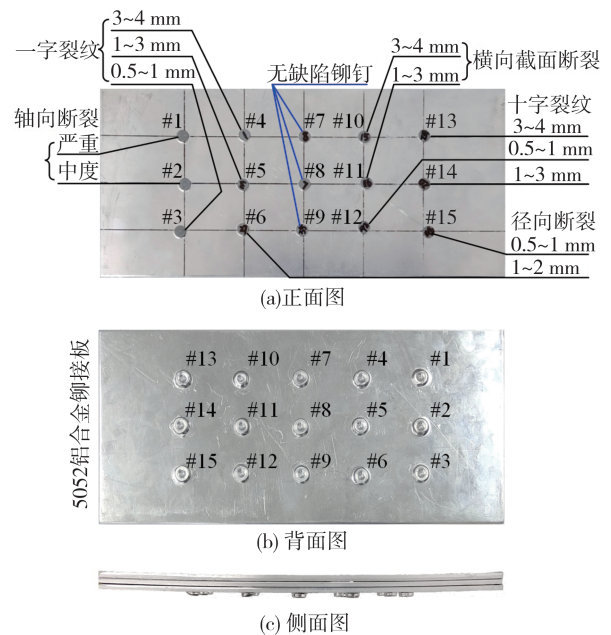 3~4 mm
一字裂纹 1~3 mm
0.5~1 mm
无缺陷铆钉
3~4 mm
1~3 mm
横向截面断裂
轴向断裂
严重
中度
十字裂纹
3~4 mm
0.5~1 mm
1~3 mm
径向断裂
0.5~1 mm
1~2 mm
#1 #4 #7 #10 #13
#2 #5 #8 #11 #14
#3 #6 #9 #12 #15
(a)正面图
5052铝合金铆接板
#13 #10 #7 #4 #1
#14 #11 #8 #5 #2
#15 #12 #9 #6 #3
(b) 背面图
(c) 侧面图